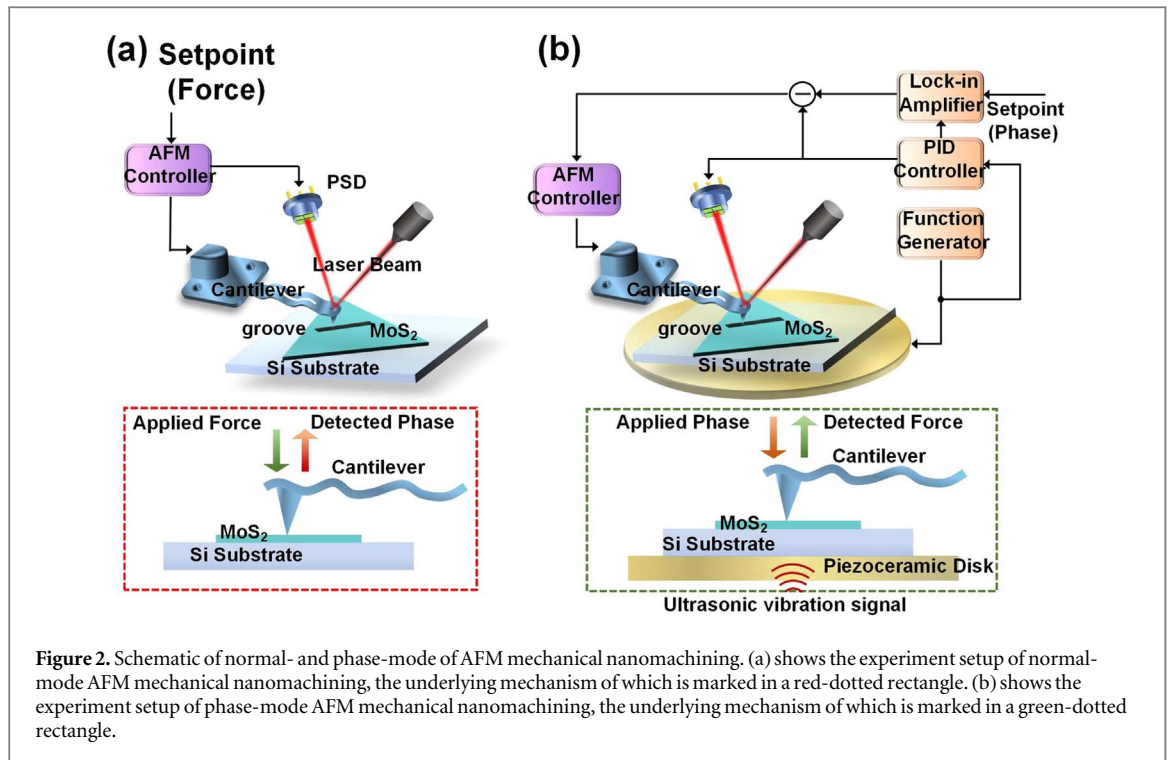 (a) Setpoint
(Force)
AFM
Controller
PSD
Laser Beam
Cantilever
groove
MoS₂
Si Substrate
Applied Force
Detected Phase
Cantilever
MoS₂
Si Substrate
(b)
Lock-in
Amplifier
Setpoint
(Phase)
PID
Controller
AFM
Controller
Function
Generator
Cantilever
groove
MoS₂
Si Substrate
Applied Phase
Detected Force
Cantilever
MoS₂
Si Substrate
Piezoceramic Disk
Ultrasonic vibration signal
Figure 2. Schematic of normal- and phase-mode of AFM mechanical nanomachining. (a) shows the experiment setup of normal-
mode AFM mechanical nanomachining, the underlying mechanism of which is marked in a red-dotted rectangle. (b) shows the
experiment setup of phase-mode AFM mechanical nanomachining, the underlying mechanism of which is marked in a green-dotted
rectangle.